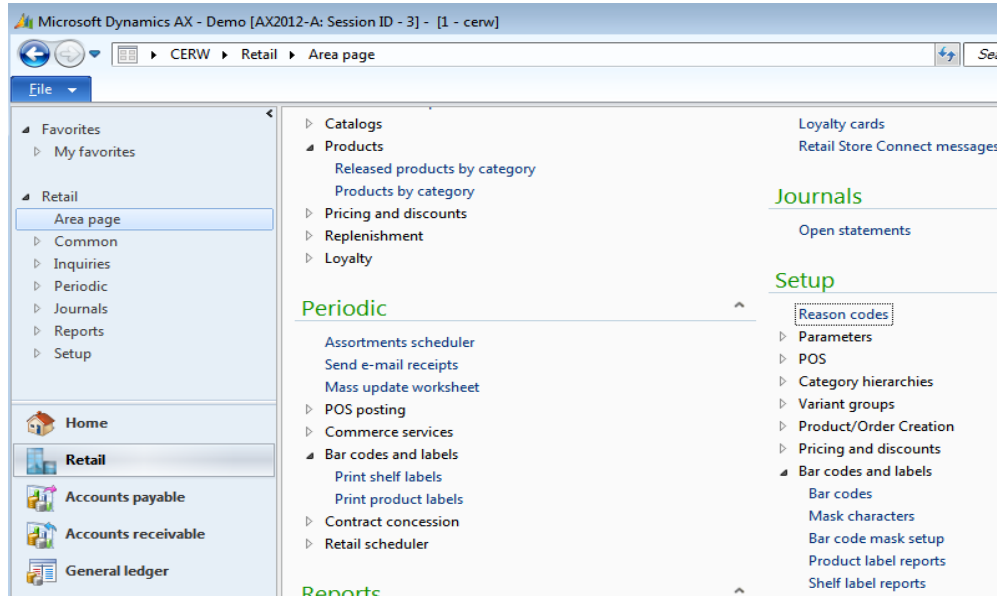 Microsoft Dynamics AX - Demo [AX2012-A: Session ID - 3] - [1 - cerw]
CERW Retail Area page
File
Favorites
My favorites
Retail
Area page
Common
Inquiries
Periodic
Journals
Reports
Setup
Home
Retail
Accounts payable
Accounts receivable
General ledger
Catalogs
Products
Released products by category
Products by category
Pricing and discounts
Replenishment
Loyalty
Periodic
Assortments scheduler
Send e-mail receipts
Mass update worksheet
POS posting
Commerce services
Bar codes and labels
Print shelf labels
Print product labels
Contract concession
Retail scheduler
Reports
Loyalty cards
Retail Store Connect messages
Journals
Open statements
Setup
Reason codes
Parameters
POS
Category hierarchies
Variant groups
Product/Order Creation
Pricing and discounts
Bar codes and labels
Bar codes
Mask characters
Bar code mask setup
Product label reports
Shelf label reports